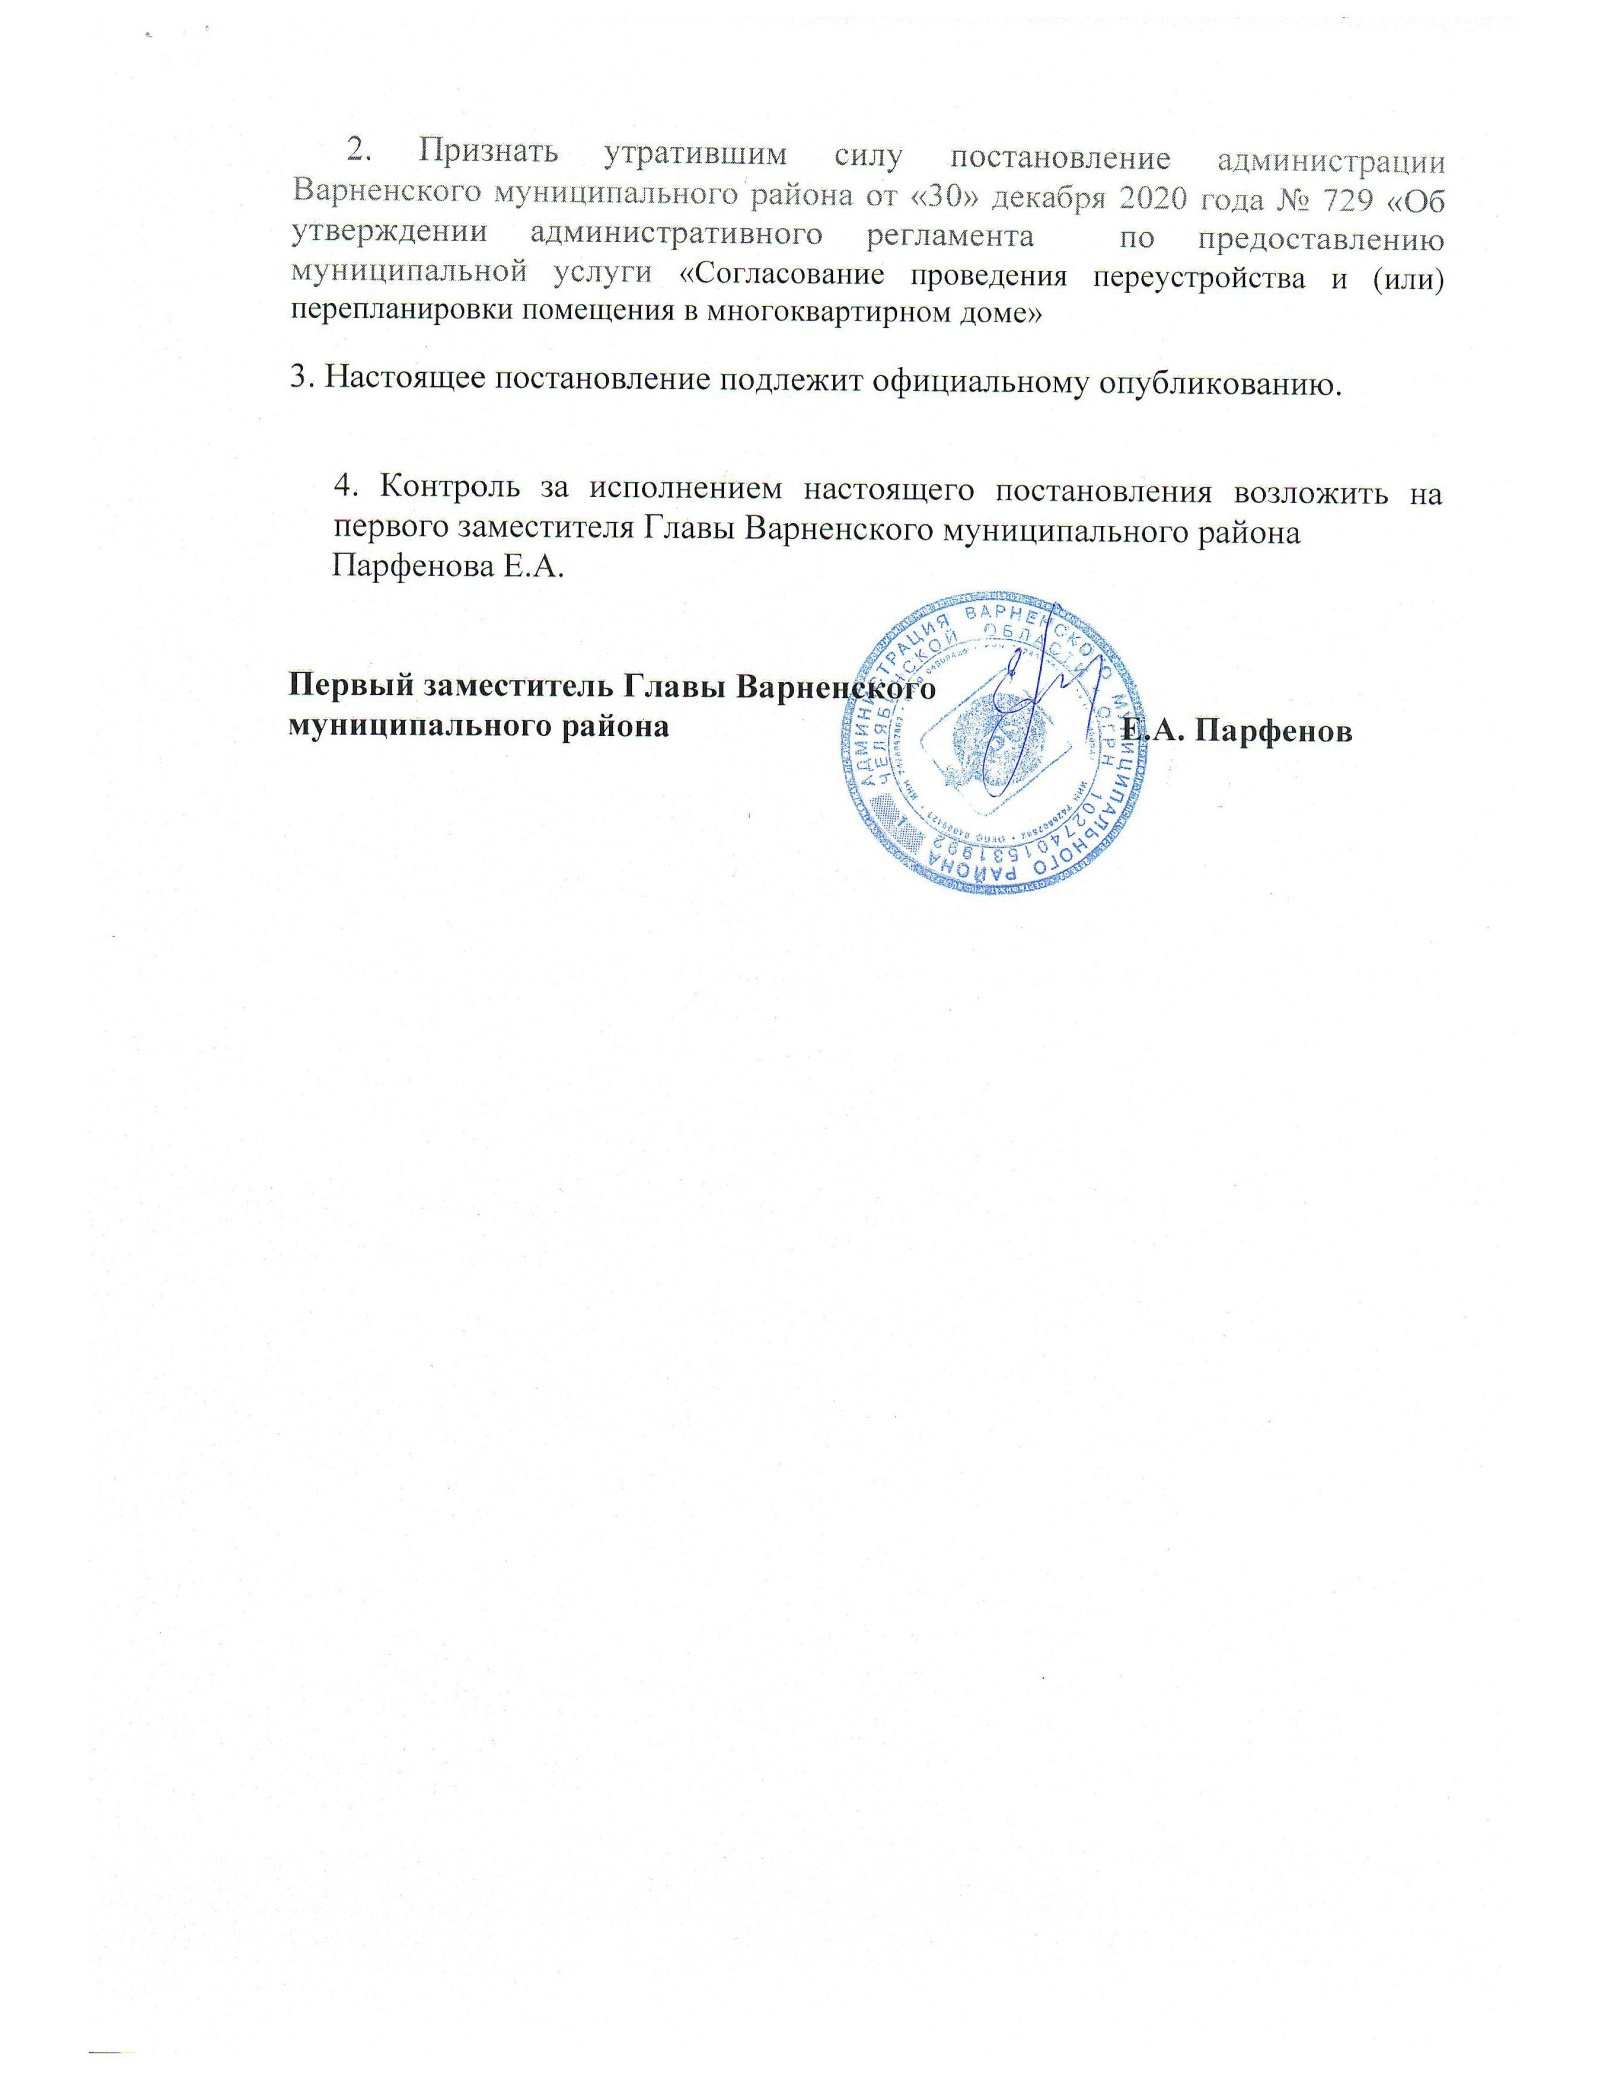 2. Признать утратившим силу постановление администрации
Варненского муниципального района от «30» декабря 2020 года № 729 «Об
утверждении административного регламента по предоставлению
муниципальной услуги «Согласование проведения переустройства и (или)
перепланировки помещения в многоквартирном доме»
3. Настоящее постановление подлежит официальному опубликованию.
4. Контроль за исполнением настоящего постановления возложить на
первого заместителя Главы Варненского муниципального района
Парфенова Е.А.
Первый заместитель Главы Варненского
муниципального района Е.А. Парфенов
АДМИНИСТРАЦИЯ ВАРНЕНСКОГО МУНИЦИПАЛЬНОГО РАЙОНА
ЧЕЛЯБИНСКОЙ ОБЛАСТИ * ОГРН 1027401531992
1